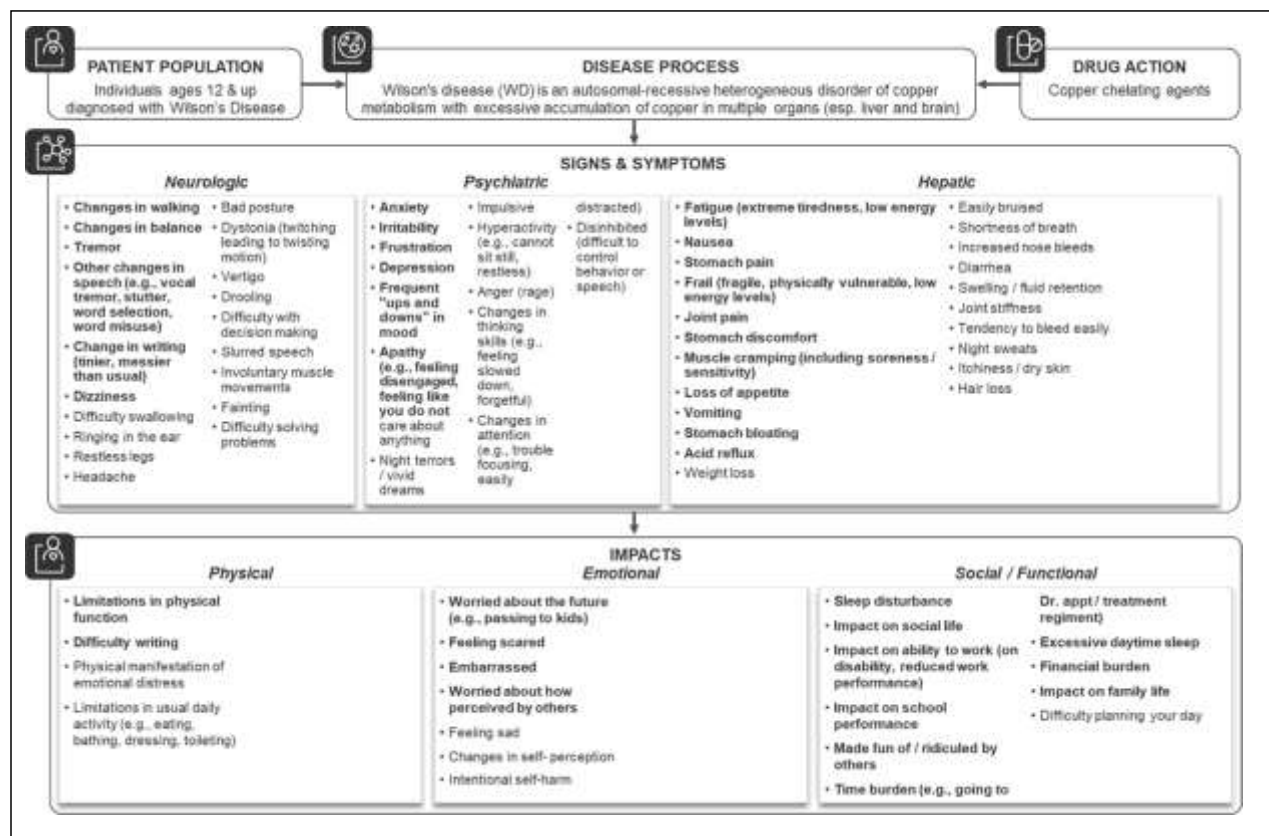 PATIENT POPULATION
Individuals ages 12 & up
diagnosed with Wilson's Disease
DISEASE PROCESS
Wilson's disease (WD) is an autosomal-recessive heterogeneous disorder of copper
metabolism with excessive accumulation of copper in multiple organs (esp. liver and brain)
DRUG ACTION
Copper chelating agents
SIGNS & SYMPTOMS
Neurologic
• Changes in walking
• Changes in balance
• Tremor
• Other changes in
speech (e.g., vocal
tremor, stutter,
word selection,
word misuse)
• Change in writing
(tinier, messier
than usual)
• Dizziness
• Difficulty swallowing
• Ringing in the ear
• Restless legs
• Headache
• Bad posture
• Dystonia (twitching
leading to twisting
motion)
• Vertigo
• Drooling
• Difficulty with
decision making
• Slurred speech
• Involuntary muscle
movements
• Fainting
• Difficulty solving
problems
Psychiatric
• Anxiety
• Irritability
• Frustration
• Depression
• Frequent
"ups and
downs" in
mood
• Apathy
(e.g., feeling
disengaged,
feeling like
you do not
care about
anything
• Night terrors
/ vivid
dreams
• Impulsive
• Hyperactivity
(e.g., cannot
sit still,
restless)
• Anger (rage)
• Changes in
thinking
skills (e.g.,
feeling
slowed
down,
forgetful)
• Changes in
attention
(e.g., trouble
focusing,
easily
distracted)
• Disinhibited
(difficult to
control
behavior or
speech)
Hepatic
• Fatigue (extreme tiredness, low energy
levels)
• Nausea
• Stomach pain
• Frail (fragile, physically vulnerable, low
energy levels)
• Joint pain
• Stomach discomfort
• Muscle cramping (including soreness /
sensitivity)
• Loss of appetite
• Vomiting
• Stomach bloating
• Acid reflux
• Weight loss
• Easily bruised
• Shortness of breath
• Increased nose bleeds
• Diarrhea
• Swelling / fluid retention
• Joint stiffness
• Tendency to bleed easily
• Night sweats
• Itchiness / dry skin
• Hair loss
IMPACTS
Physical
• Limitations in physical
function
• Difficulty writing
• Physical manifestation of
emotional distress
• Limitations in usual daily
activity (e.g., eating,
bathing, dressing, toileting)
Emotional
• Worried about the future
(e.g., passing to kids)
• Feeling scared
• Embarrassed
• Worried about how
perceived by others
• Feeling sad
• Changes in self- perception
• Intentional self-harm
Social / Functional
• Sleep disturbance
• Impact on social life
• Impact on ability to work (on
disability, reduced work
performance)
• Impact on school
performance
• Made fun of / ridiculed by
others
• Time burden (e.g., going to
Dr. appt / treatment
regiment)
• Excessive daytime sleep
• Financial burden
• Impact on family life
• Difficulty planning your day